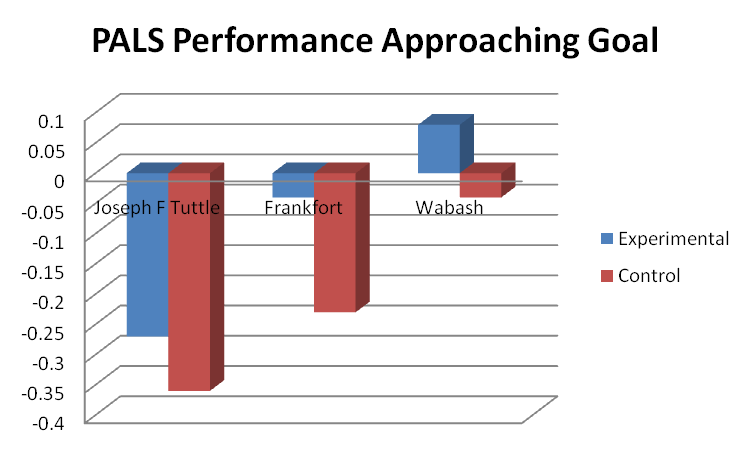 PALS Performance Approaching Goal
0.1
0.05
0
-0.05
-0.1
-0.15
-0.2
-0.25
-0.3
-0.35
-0.4
Joseph F Tuttle
Frankfort
Wabash
Experimental
Control